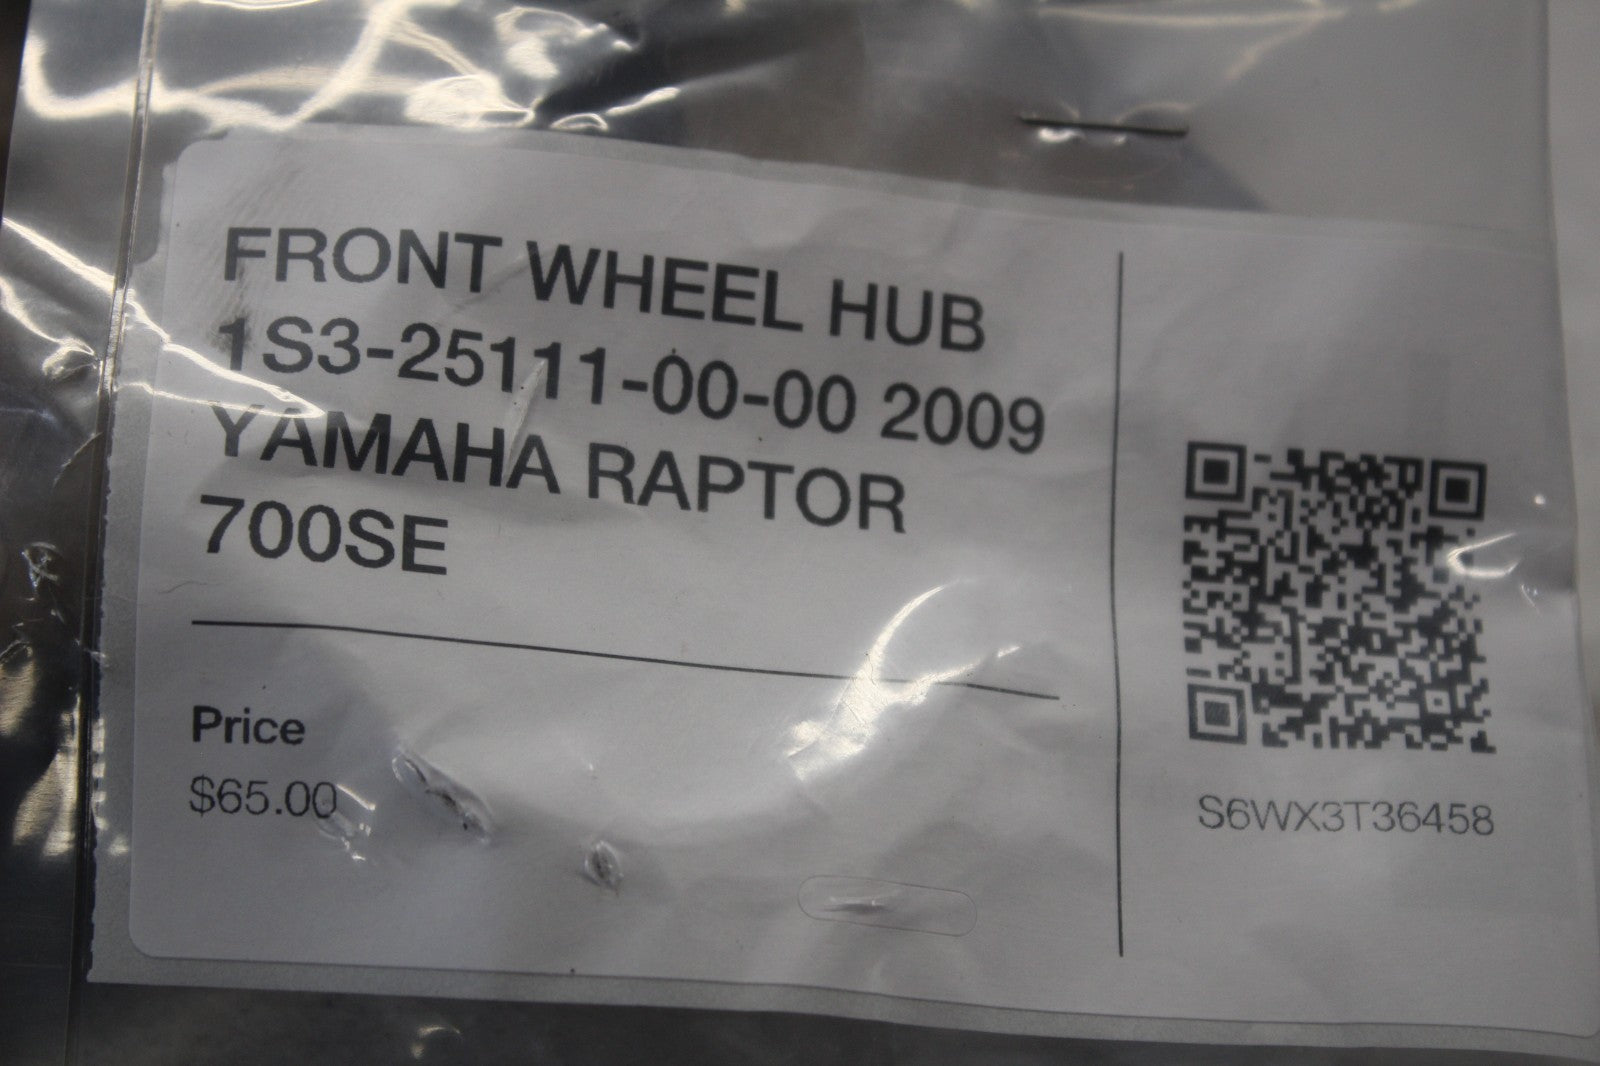 FRONT WHEEL HUB
1S3-25111-00-00 2009
YAMAHA RAPTOR
700SE
Price
$65.00
S6WX3T36458